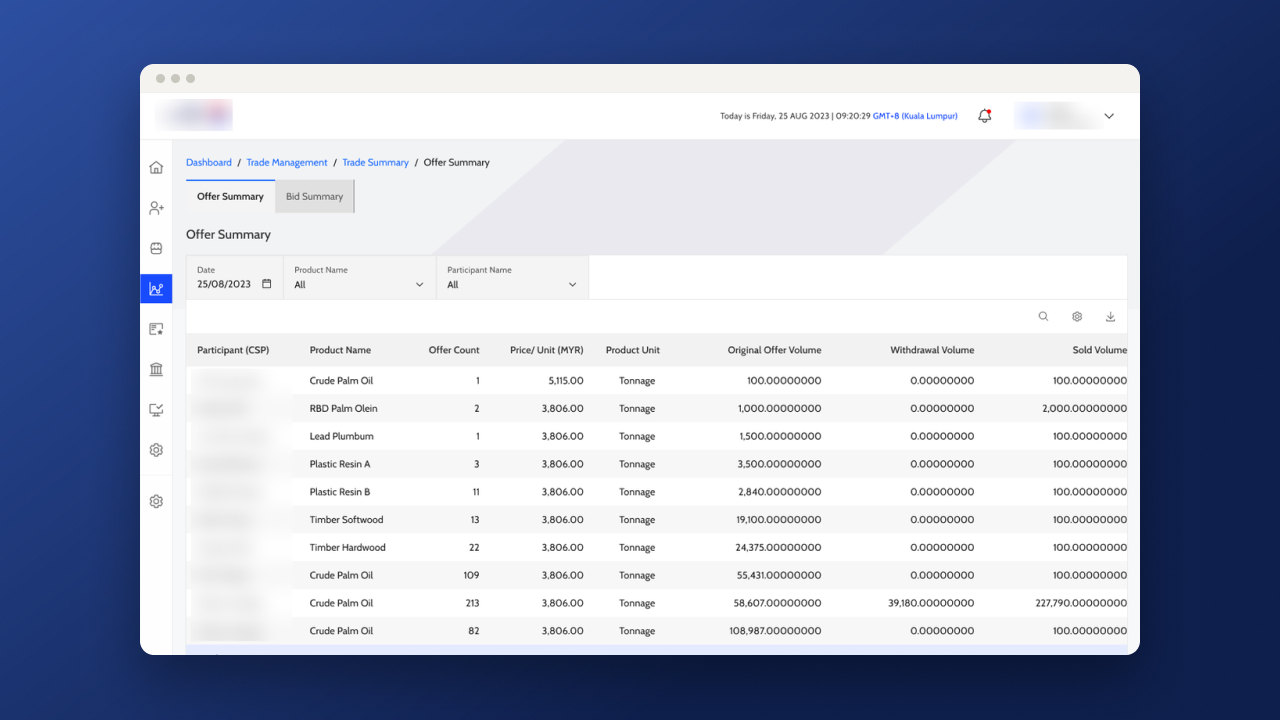 Today is Friday, 25 AUG 2023 | 09:20:29 GMT+8 (Kuala Lumpur)
Dashboard / Trade Management / Trade Summary / Offer Summary
Offer Summary Bid Summary
Offer Summary
Date Product Name Participant Name
25/08/2023 All All
Participant (CSP) Product Name Offer Count Price/ Unit (MYR) Product Unit Original Offer Volume Withdrawal Volume Sold Volume
Crude Palm Oil 1 5,115.00 Tonnage 100.00000000 0.00000000 100.00000000
RBD Palm Olein 2 3,806.00 Tonnage 1,000.00000000 0.00000000 2,000.00000000
Lead Plumbum 1 3,806.00 Tonnage 1,500.00000000 0.00000000 100.00000000
Plastic Resin A 3 3,806.00 Tonnage 3,500.00000000 0.00000000 100.00000000
Plastic Resin B 11 3,806.00 Tonnage 2,840.00000000 0.00000000 100.00000000
Timber Softwood 13 3,806.00 Tonnage 19,100.00000000 0.00000000 100.00000000
Timber Hardwood 22 3,806.00 Tonnage 24,375.00000000 0.00000000 100.00000000
Crude Palm Oil 109 3,806.00 Tonnage 55,431.00000000 0.00000000 100.00000000
Crude Palm Oil 213 3,806.00 Tonnage 58,607.00000000 39,180.00000000 227,790.00000000
Crude Palm Oil 82 3,806.00 Tonnage 108,987.00000000 0.00000000 100.00000000